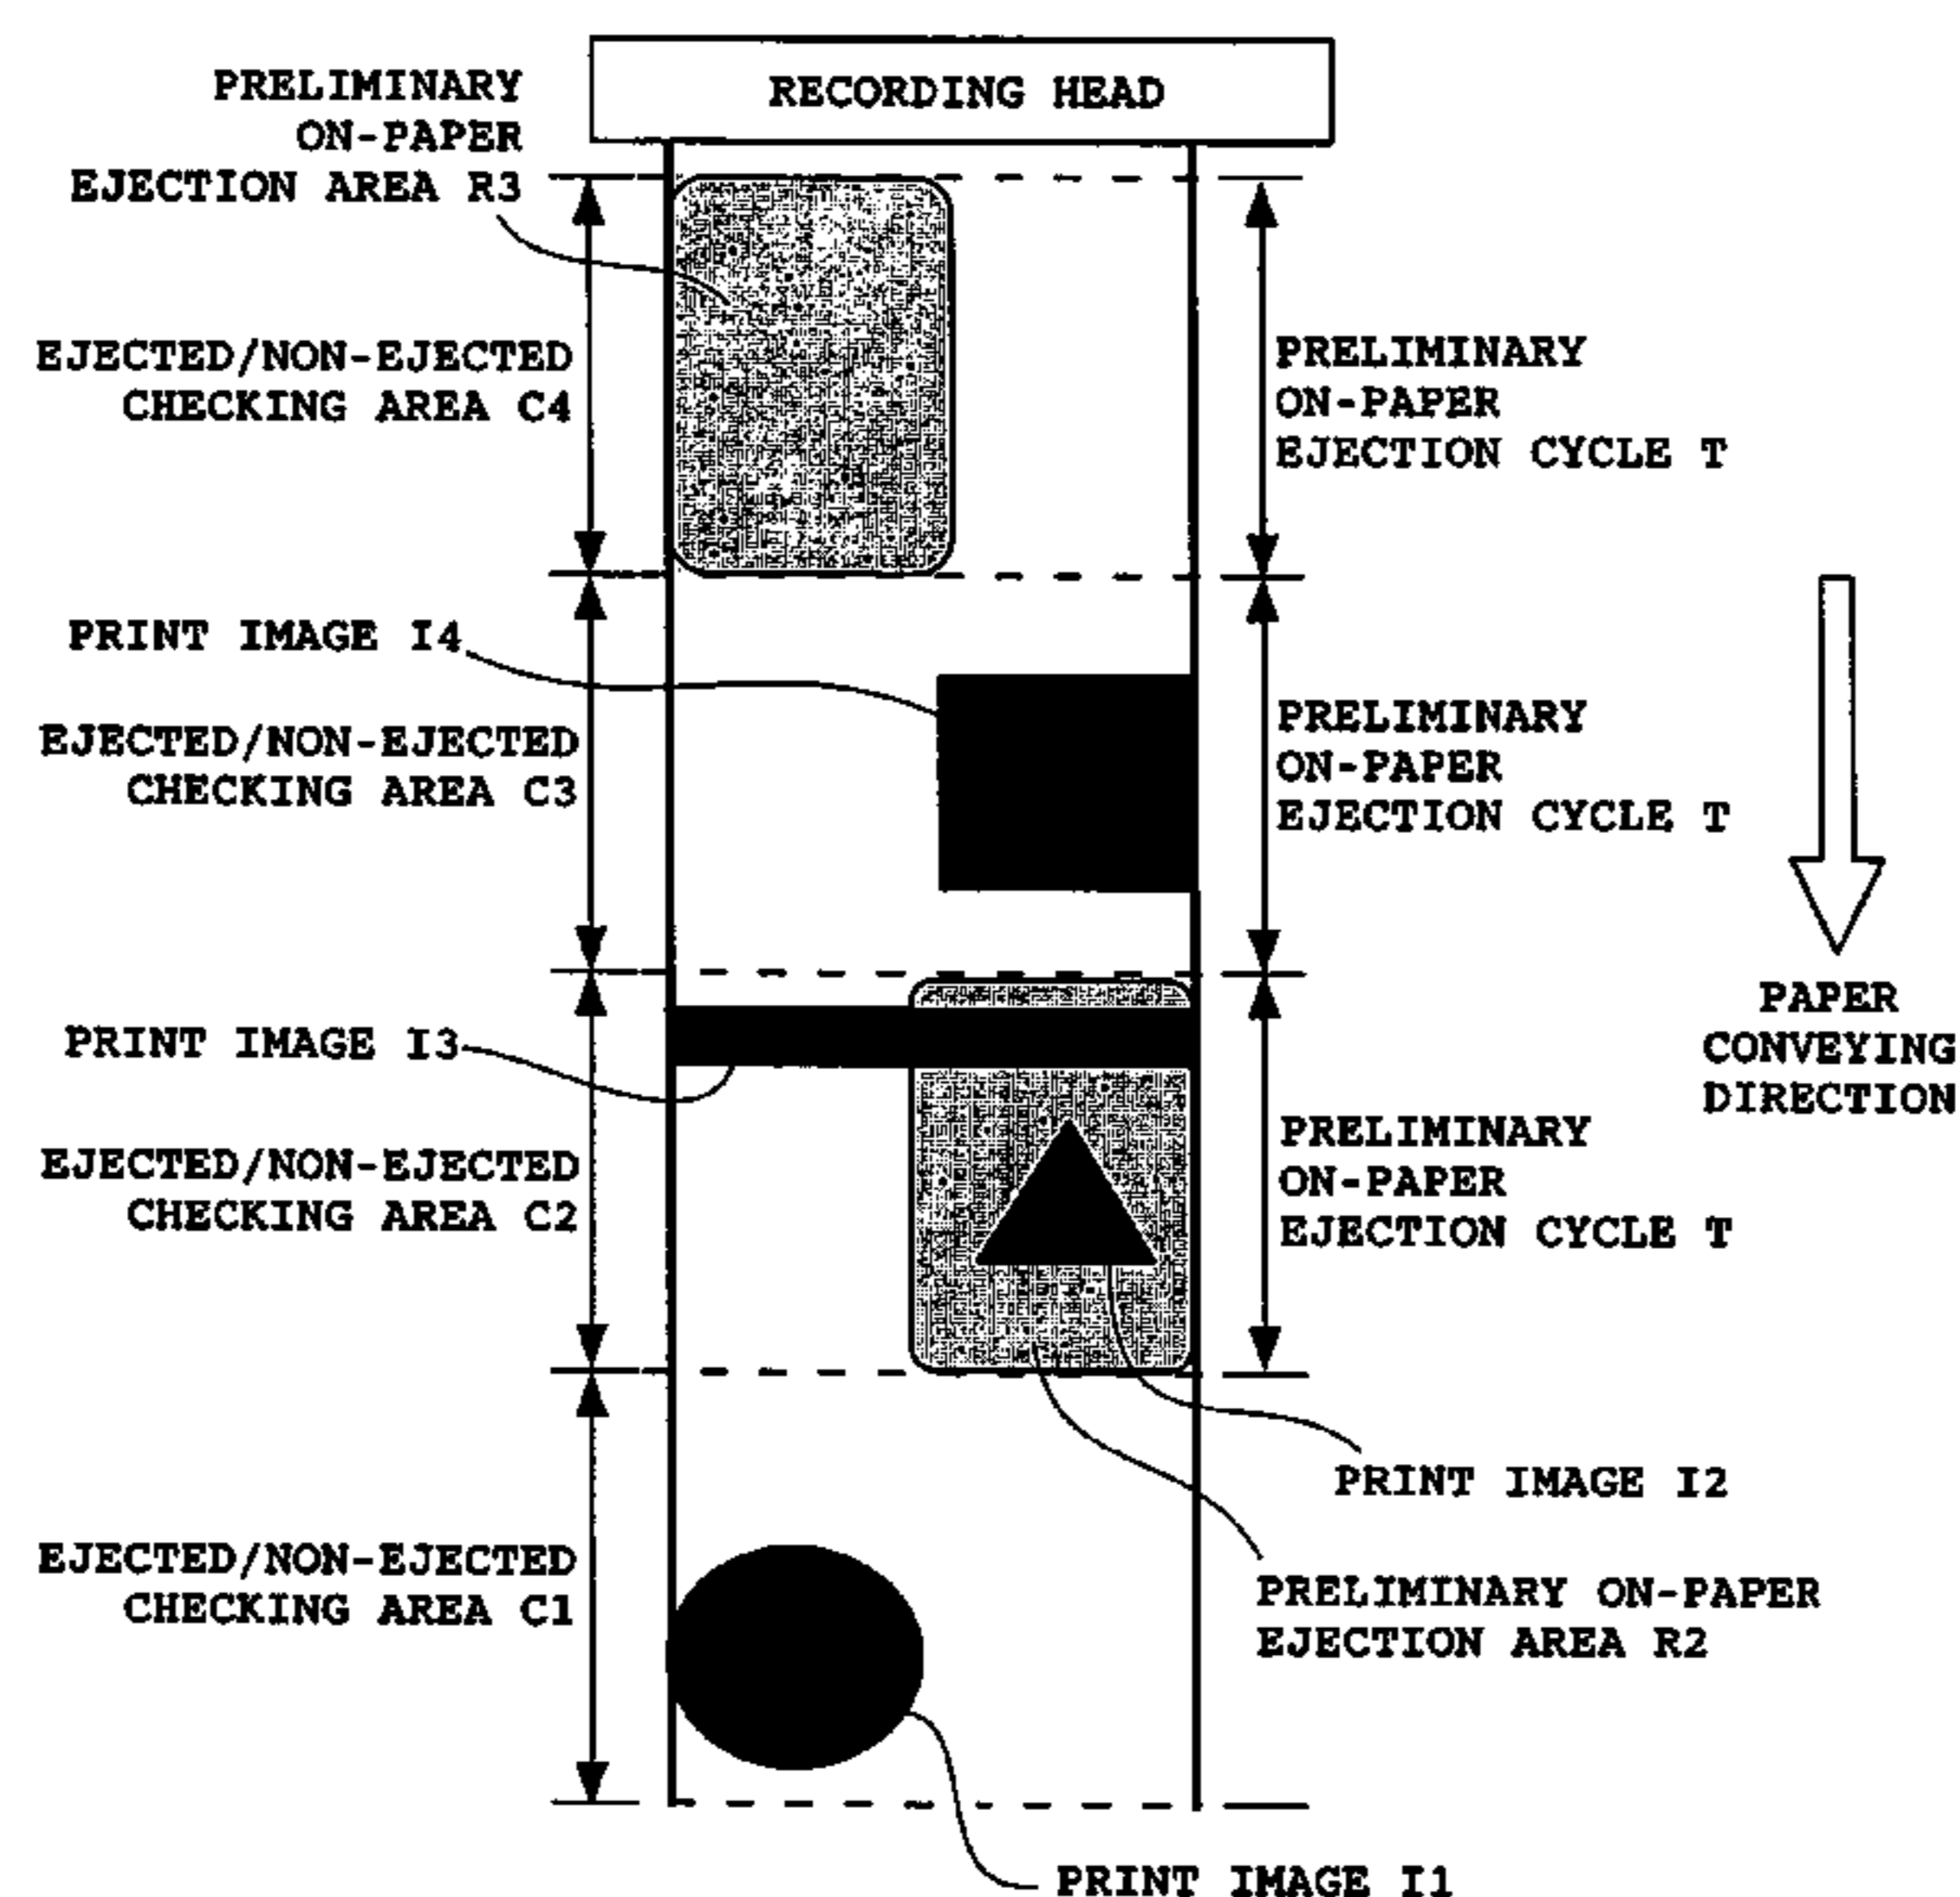 RECORDING HEAD
PRELIMINARY
ON-PAPER
EJECTION AREA R3
EJECTED/NON-EJECTED
CHECKING AREA C4
PRELIMINARY
ON-PAPER
EJECTION CYCLE T
PRINT IMAGE I4
EJECTED/NON-EJECTED
CHECKING AREA C3
PRELIMINARY
ON-PAPER
EJECTION CYCLE T
PAPER
CONVEYING
DIRECTION
PRINT IMAGE I3
EJECTED/NON-EJECTED
CHECKING AREA C2
PRELIMINARY
ON-PAPER
EJECTION CYCLE T
PRINT IMAGE I2
EJECTED/NON-EJECTED
CHECKING AREA C1
PRELIMINARY ON-PAPER
EJECTION AREA R2
PRINT IMAGE I1